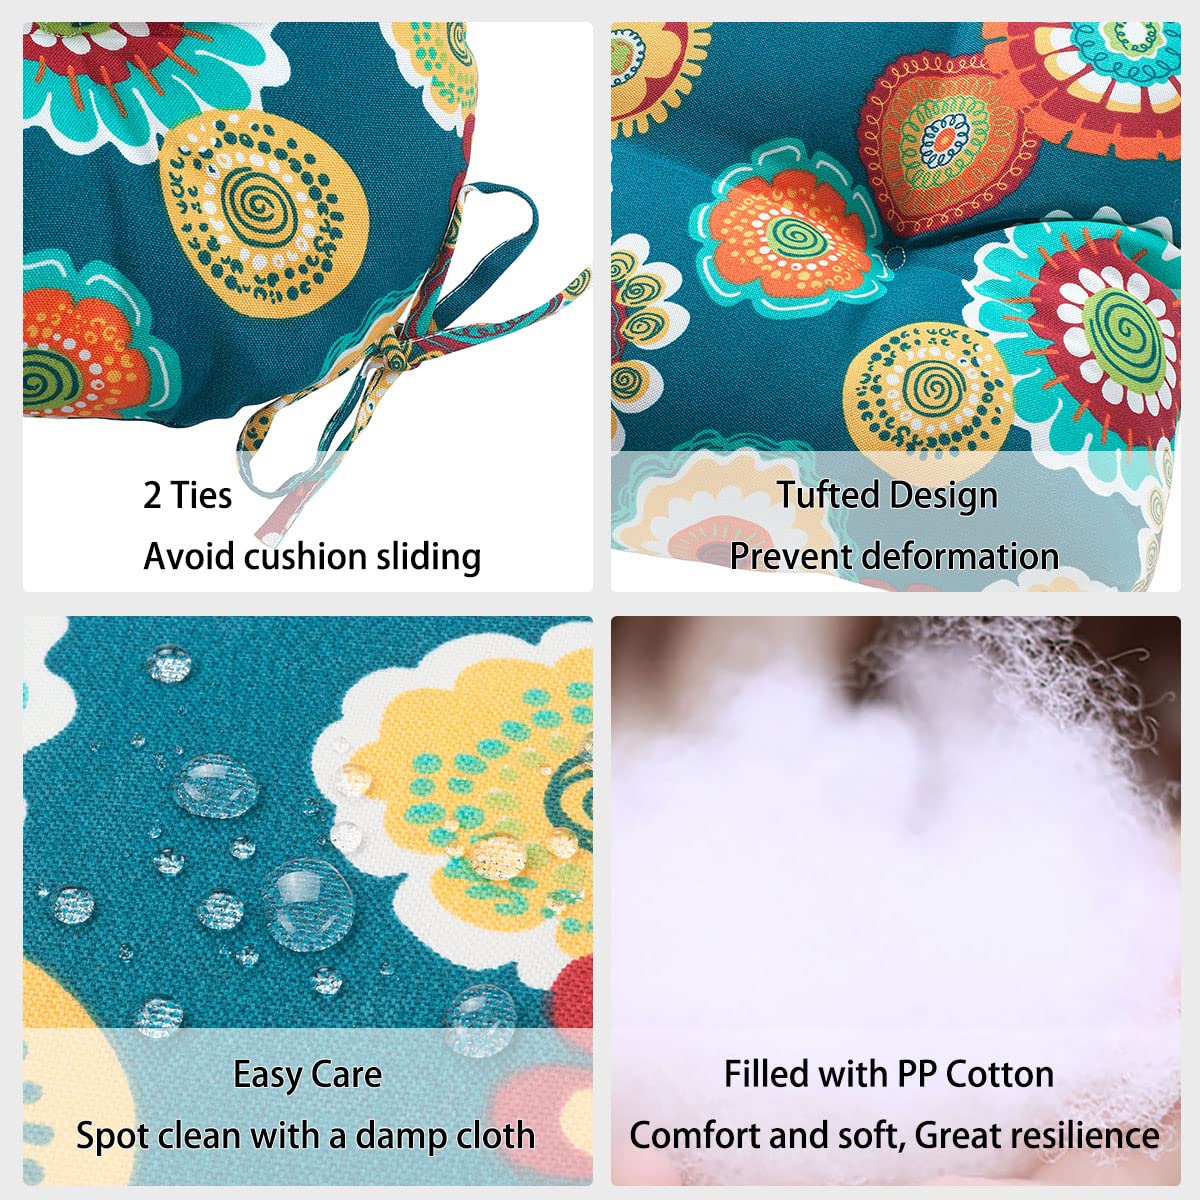 2 Ties
Avoid cushion sliding
Tufted Design
Prevent deformation
Easy Care
Spot clean with a damp cloth
Filled with PP Cotton
Comfort and soft, Great resilience